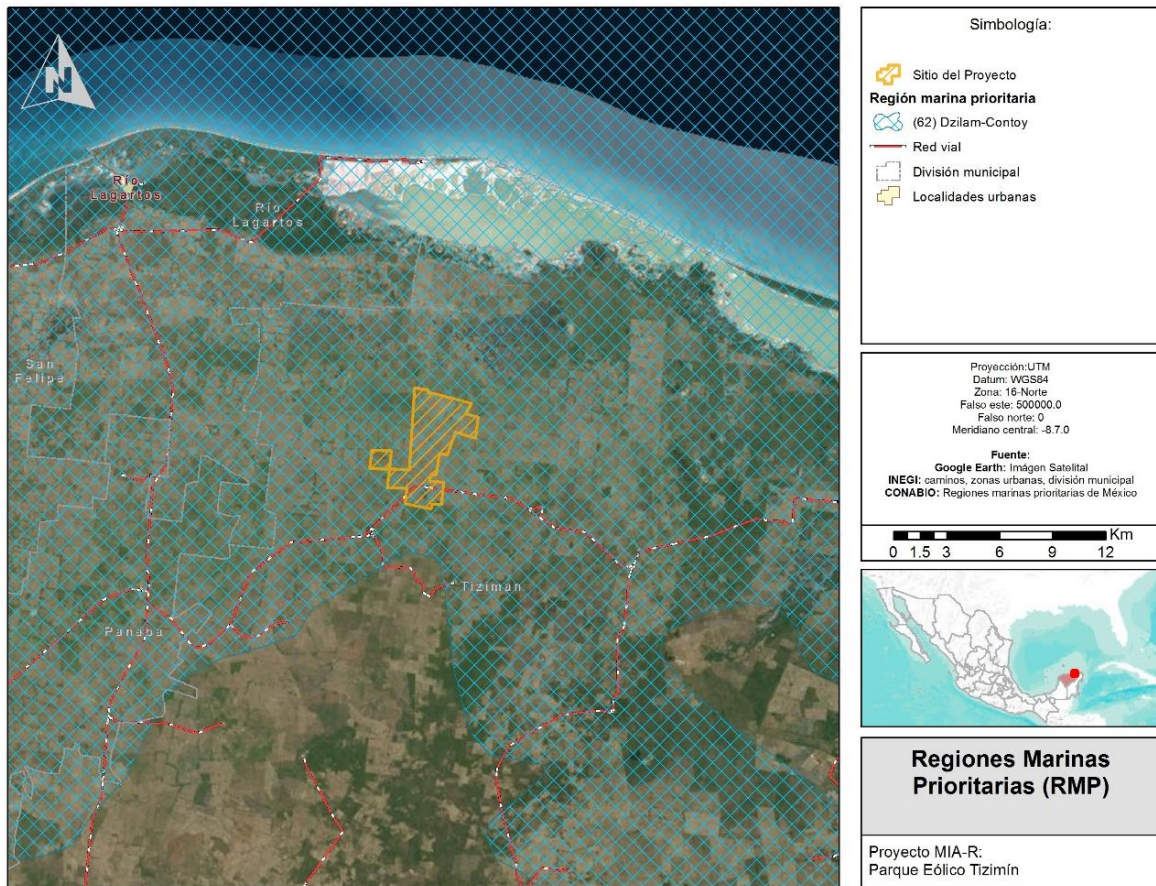 N
Río
Lagartos
Río
Lagartos
San
Felipe
Tiziman
Panaba
Simbología:
Sitio del Proyecto
Región marina prioritaria
(62) Dzilam-Contoy
Red vial
División municipal
Localidades urbanas
Proyección:UTM
Datum: WGS84
Zona: 16-Norte
Falso este: 500000.0
Falso norte: 0
Meridiano central: -8.7.0
Fuente:
Google Earth: Imágen Satelital
INEGI: caminos, zonas urbanas, división municipal
CONABIO: Regiones marinas prioritarias de México
Km
0 1.5 3 6 9 12
Regiones Marinas
Prioritarias (RMP)
Proyecto MIA-R:
Parque Eólico Tizimín